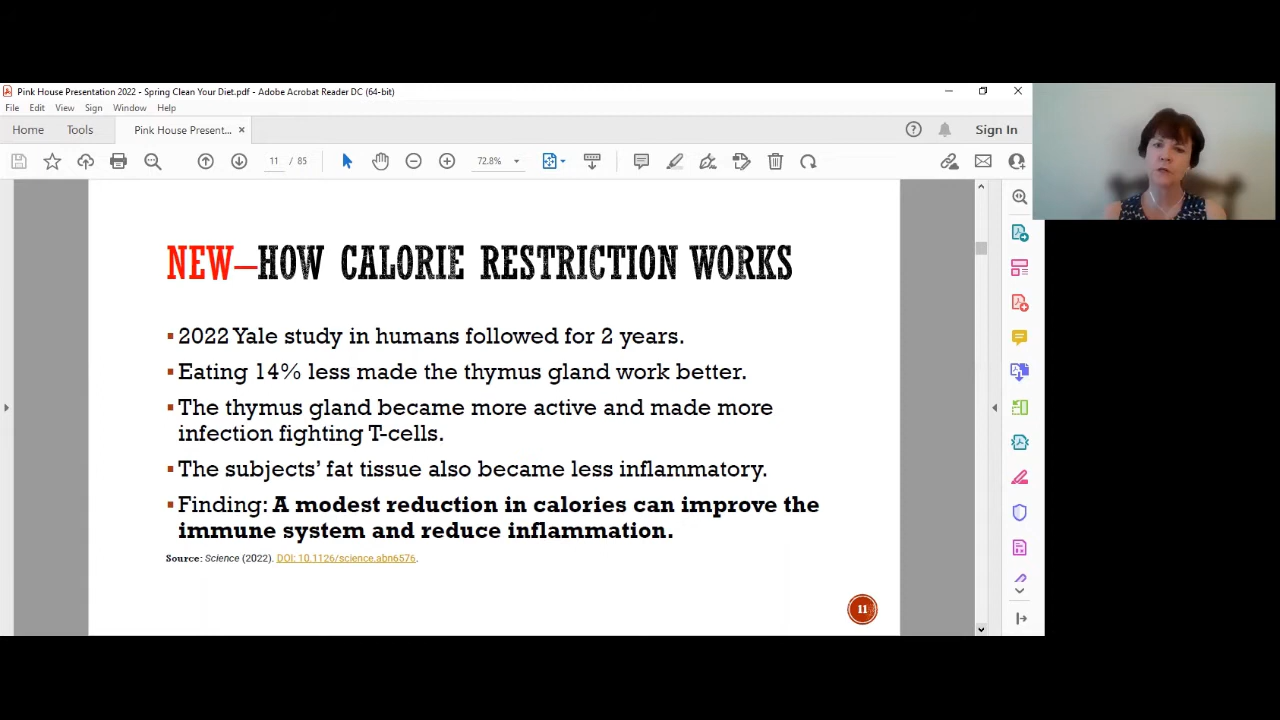 Pink House Presentation 2022 - Spring Clean Your Diet.pdf - Adobe Acrobat Reader DC (64-bit)
File Edit View Sign Window Help
Home Tools Pink House Present... Sign In
11 / 85 72.8%
NEW—HOW CALORIE RESTRICTION WORKS
2022 Yale study in humans followed for 2 years.
Eating 14% less made the thymus gland work better.
The thymus gland became more active and made more
infection fighting T-cells.
The subjects’ fat tissue also became less inflammatory.
Finding: A modest reduction in calories can improve the
immune system and reduce inflammation.
Source: Science (2022). DOI: 10.1126/science.abn6576.
11